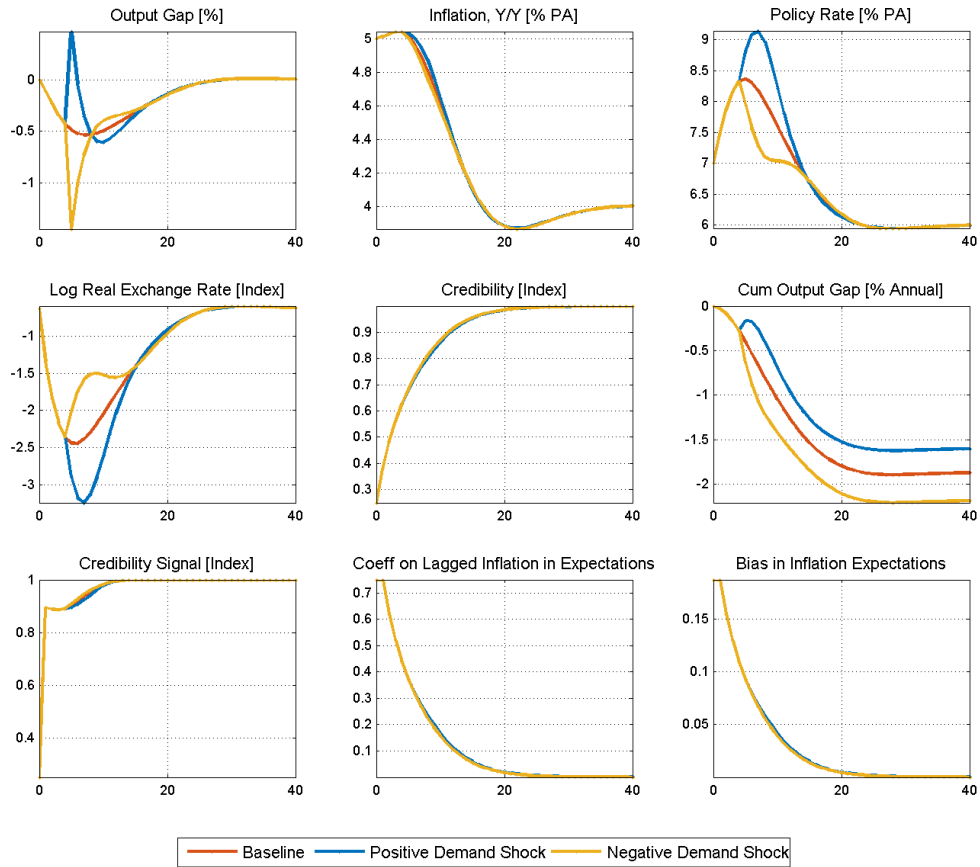 Output Gap [%]
0
-0.5
-1
0 20 40
Inflation, Y/Y [% PA]
5
4.8
4.6
4.4
4.2
4
0 20 40
Policy Rate [% PA]
9
8.5
8
7.5
7
6.5
6
0 20 40
Log Real Exchange Rate [Index]
-1
-1.5
-2
-2.5
-3
0 20 40
Credibility [Index]
0.9
0.8
0.7
0.6
0.5
0.4
0.3
0 20 40
Cum Output Gap [% Annual]
0
-0.5
-1
-1.5
-2
0 20 40
Credibility Signal [Index]
1
0.8
0.6
0.4
0 20 40
Coeff on Lagged Inflation in Expectations
0.7
0.6
0.5
0.4
0.3
0.2
0.1
0 20 40
Bias in Inflation Expectations
0.15
0.1
0.05
0 20 40
Baseline Positive Demand Shock Negative Demand Shock